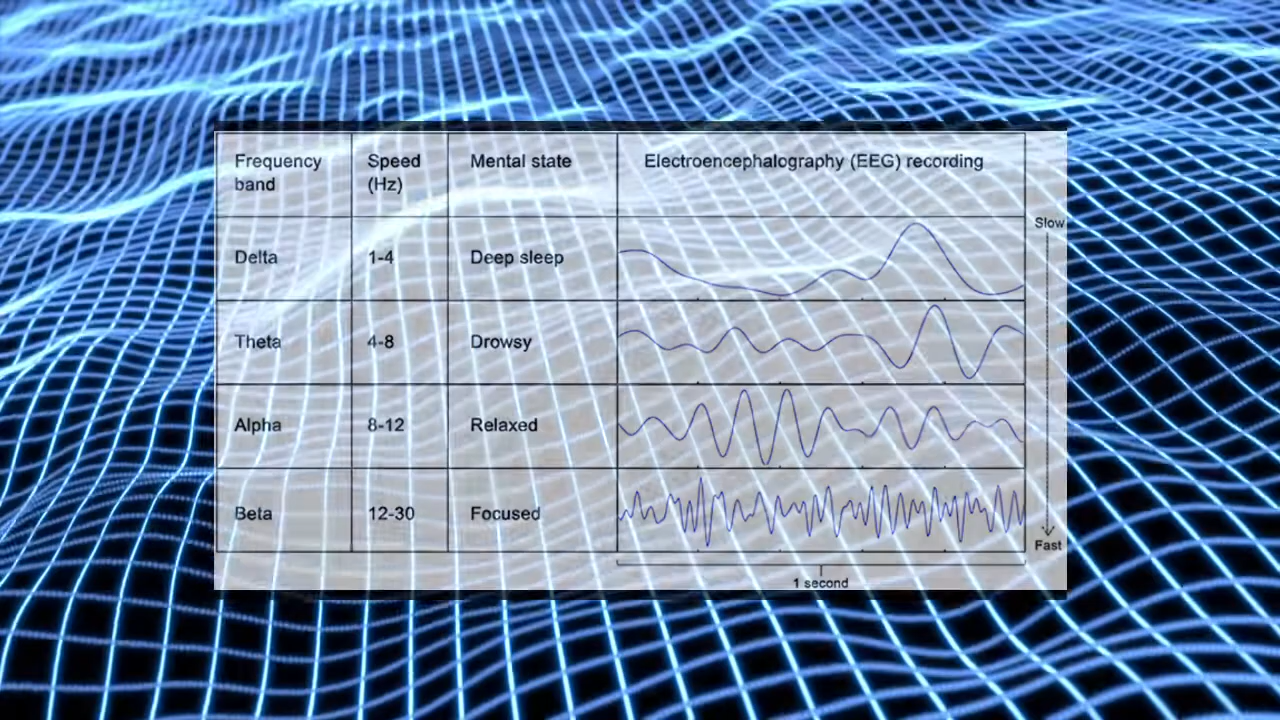 Frequency band
Speed (Hz)
Mental state
Electroencephalography (EEG) recording
Slow
Delta
1-4
Deep sleep
Theta
4-8
Drowsy
Alpha
8-12
Relaxed
Beta
12-30
Focused
Fast
1 second